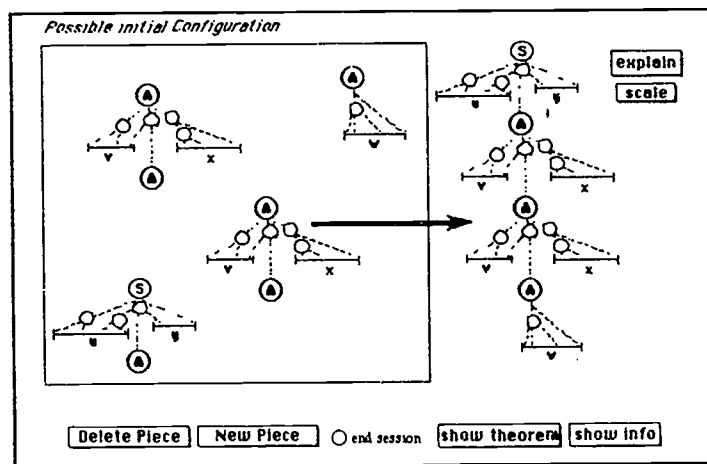 Possible initial Configuration
S
explain
A
A
u
y
scale
A
v
x
w
v
x
A
A
A
v
x
v
x
S
A
A
u
y
A
Delete Piece
New Piece
end session
show theorem
show info